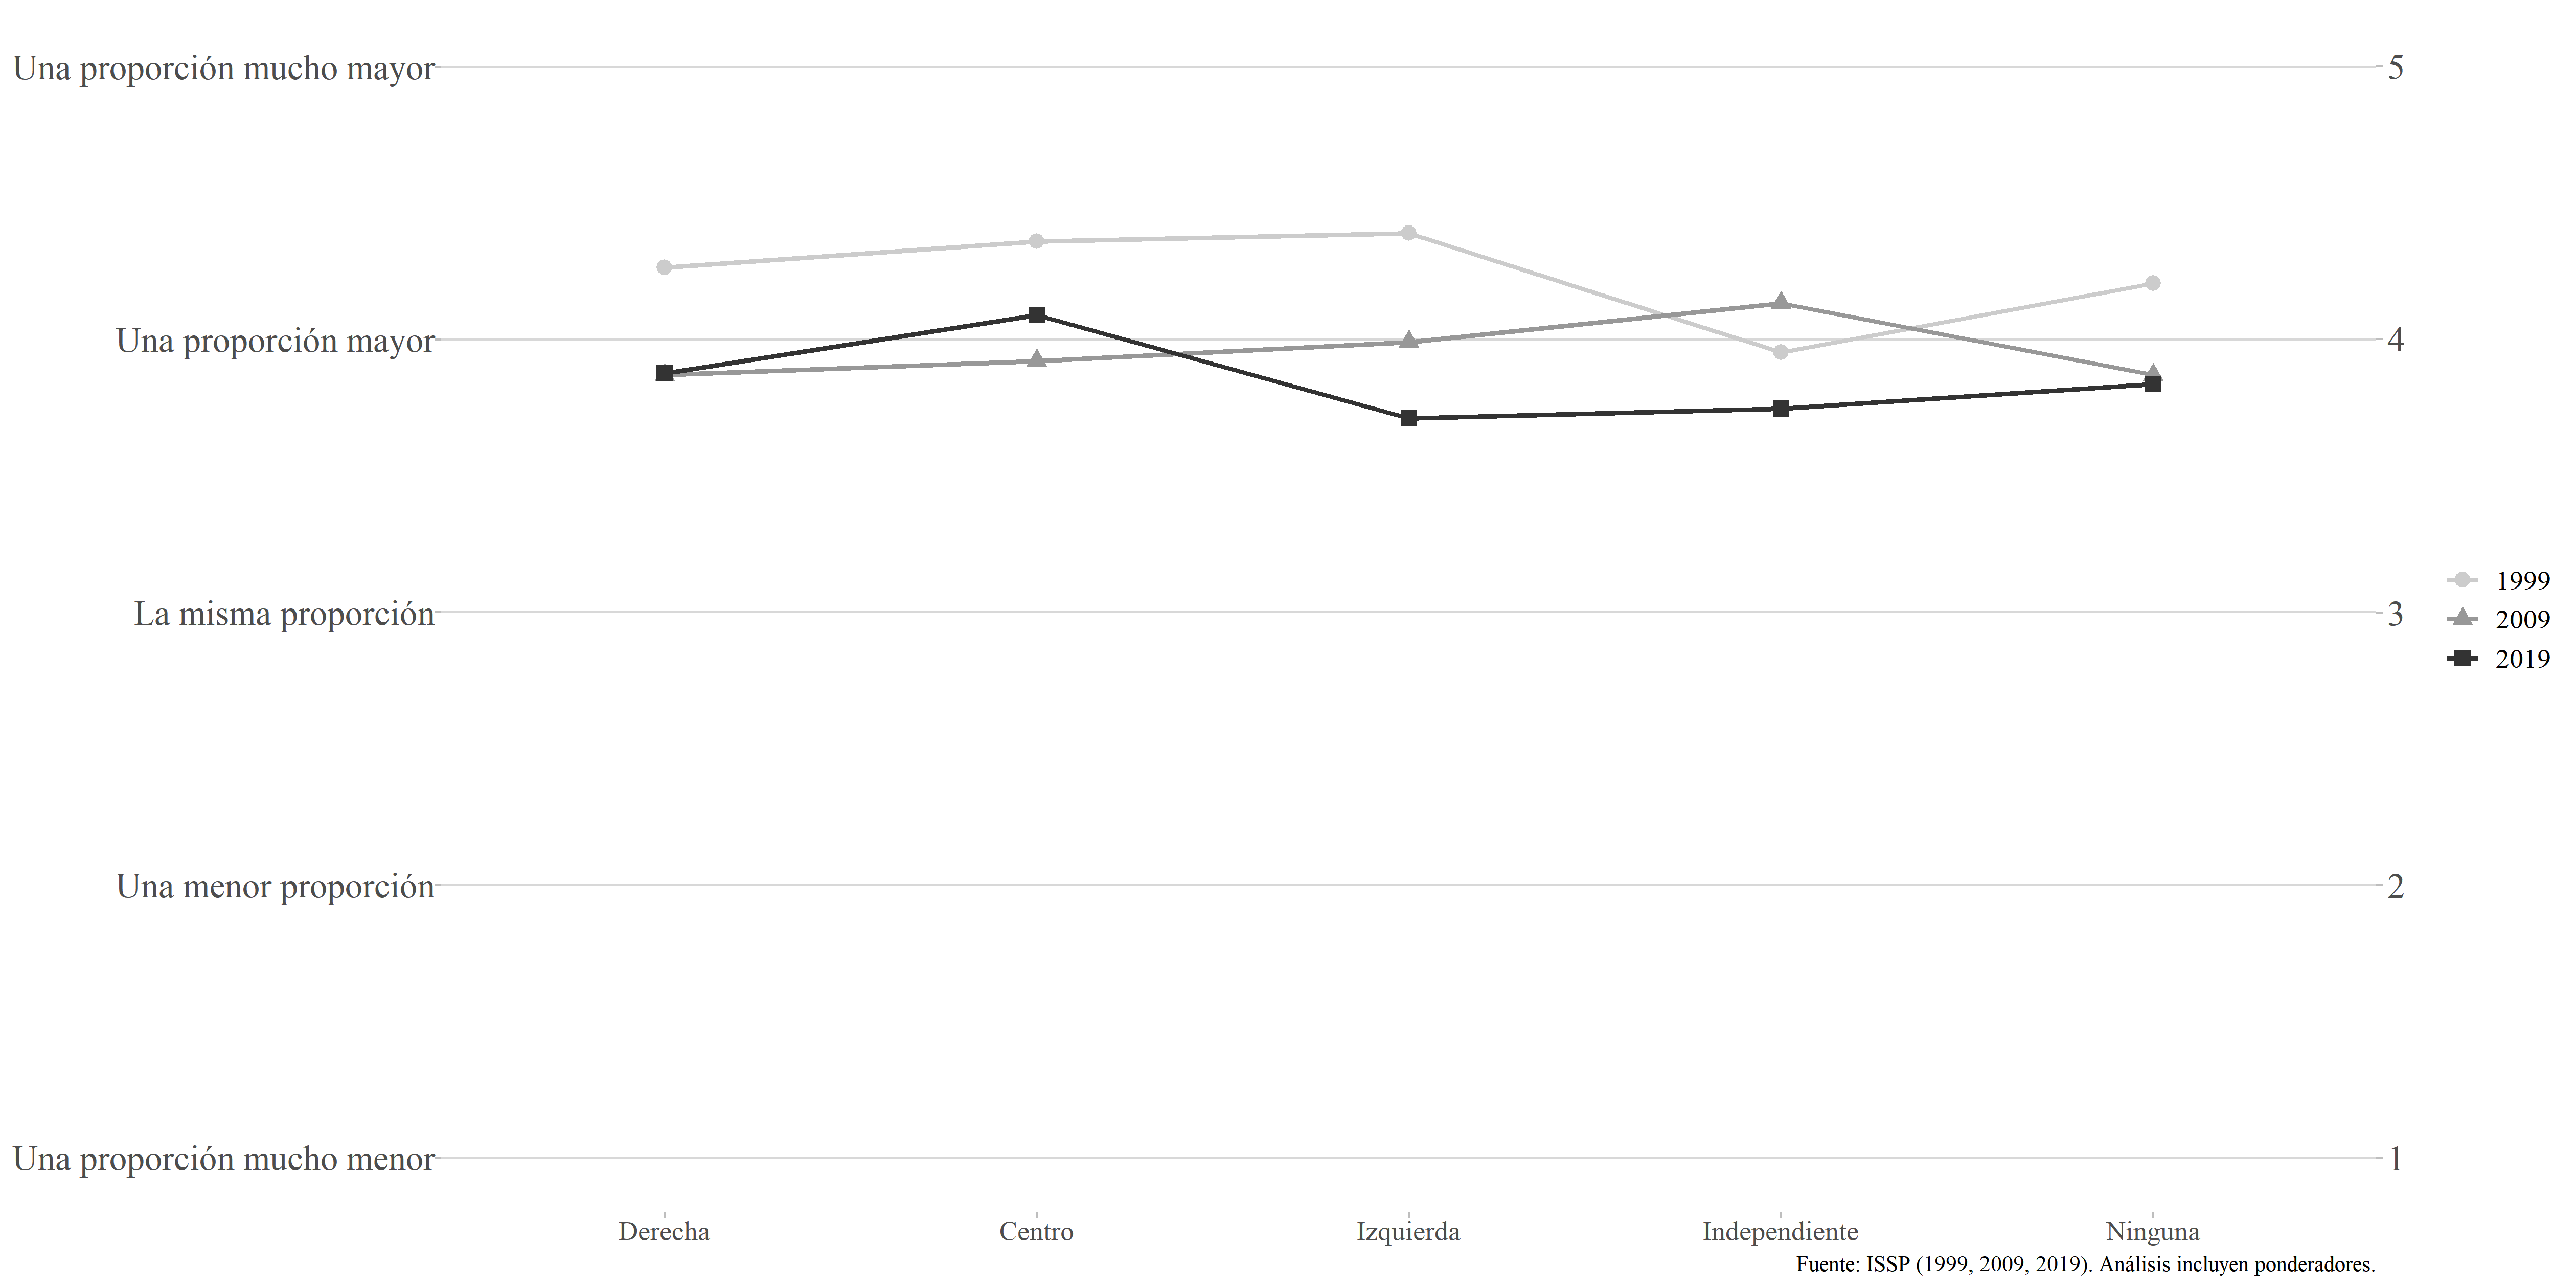 Una proporción mucho mayor
Una proporción mayor
La misma proporción
Una menor proporción
Una proporción mucho menor
5
4
3
2
1
1999
2009
2019
Derecha
Centro
Izquierda
Independiente
Ninguna
Fuente: ISSP (1999, 2009, 2019). Análisis incluyen ponderadores.